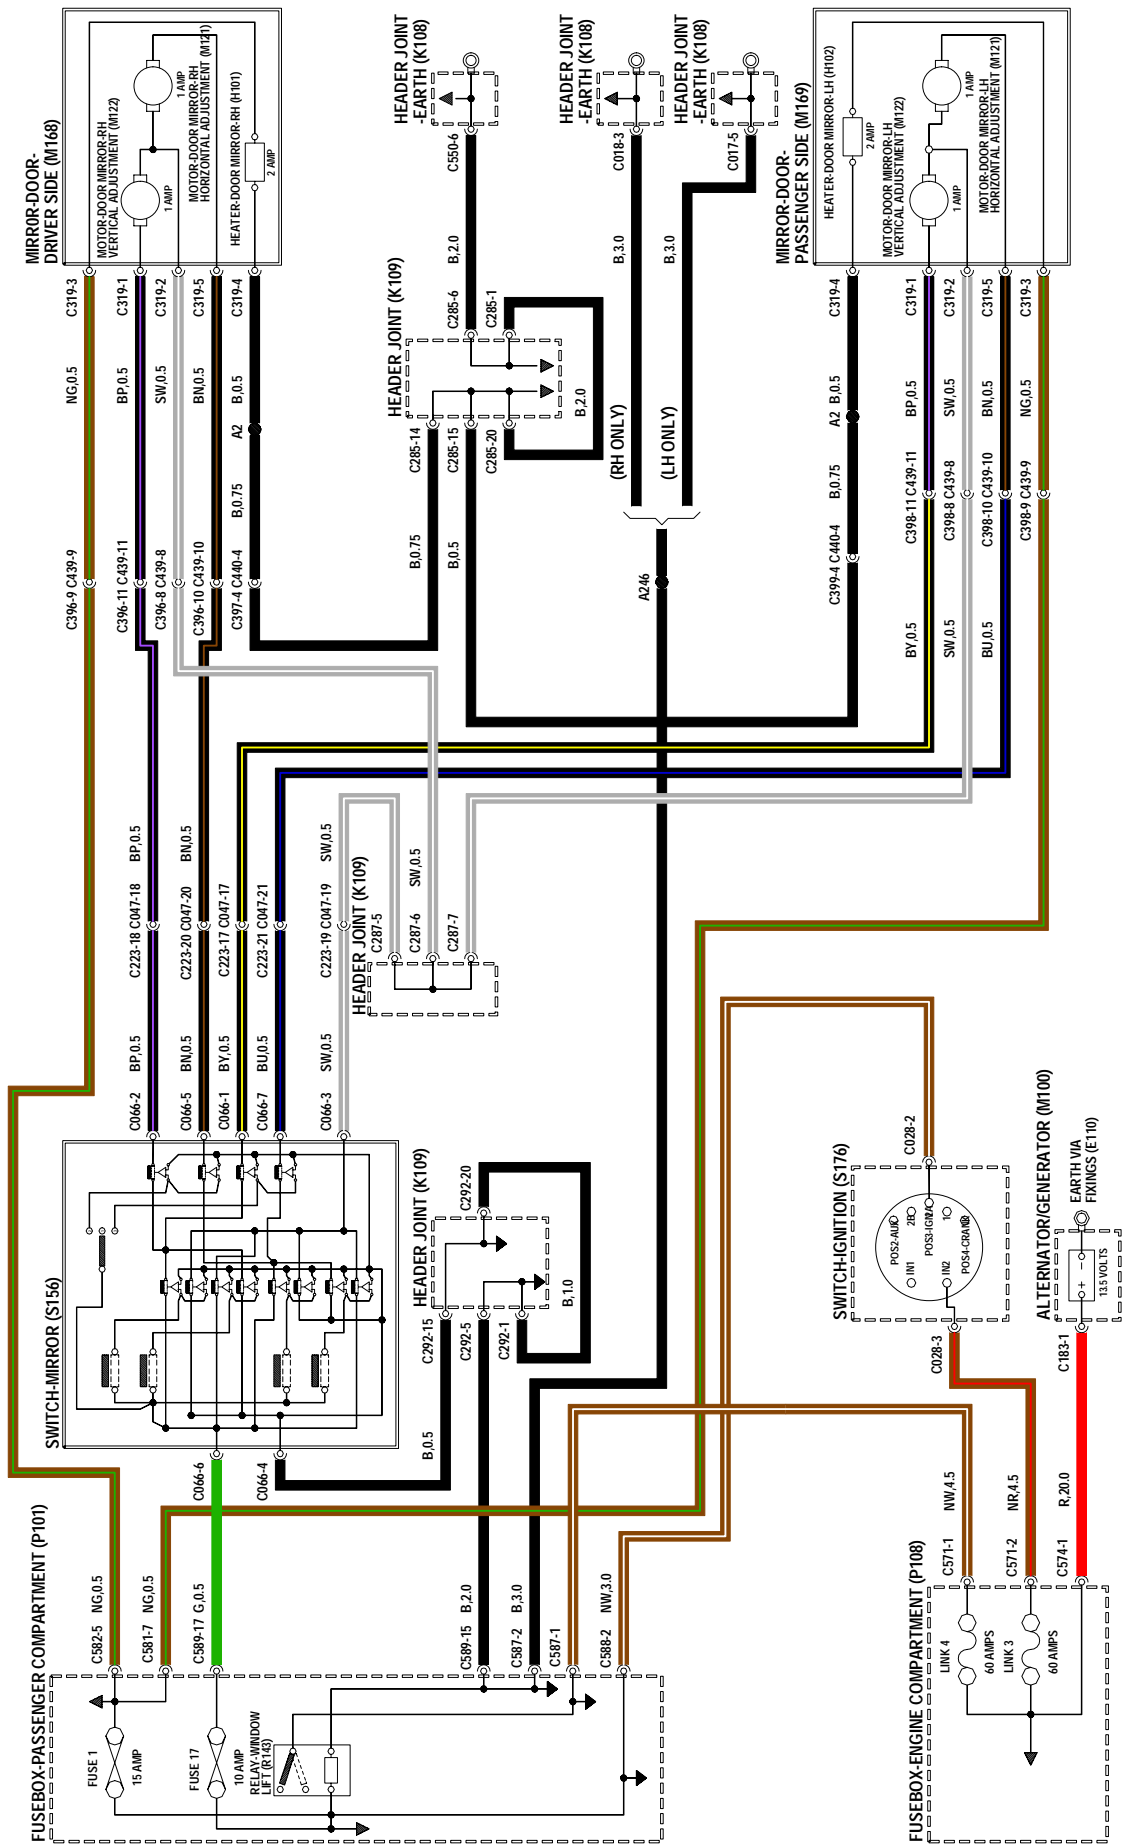 MIRROR-DOOR-
DRIVER SIDE (M168)
MOTOR-DOOR MIRROR-RH
VERTICAL ADJUSTMENT (M122)
1 AMP
1 AMP
MOTOR-DOOR MIRROR-RH
HORIZONTAL ADJUSTMENT (M121)
HEATER-DOOR MIRROR-RH (H101)
2 AMP
C319-3
C319-1
C319-2
C319-5
C319-4
NG,0.5
BP,0.5
SW,0.5
BN,0.5
B,0.5
A2
B,0.75
C396-9 C439-9
C396-11 C439-11
C396-8 C439-8
C396-10 C439-10
C397-4 C440-4
HEADER JOINT
-EARTH (K108)
C550-6
B,2.0
HEADER JOINT
-EARTH (K108)
C018-3
B,3.0
HEADER JOINT
-EARTH (K108)
C017-5
B,3.0
HEADER JOINT (K109)
C285-6
C285-1
C285-14
C285-15
C285-20
B,2.0
B,0.75
B,0.5
(RH ONLY)
(LH ONLY)
A246
MIRROR-DOOR-
PASSENGER SIDE (M169)
HEATER-DOOR MIRROR-LH (H102)
2 AMP
MOTOR-DOOR MIRROR-LH
VERTICAL ADJUSTMENT (M122)
1 AMP
1 AMP
MOTOR-DOOR MIRROR-LH
HORIZONTAL ADJUSTMENT (M121)
C319-4
C319-1
C319-2
C319-5
C319-3
B,0.5
BP,0.5
SW,0.5
BN,0.5
NG,0.5
A2
B,0.75
C399-4 C440-4
C398-11 C439-11
C398-8 C439-8
C398-10 C439-10
C398-9 C439-9
BY,0.5
SW,0.5
BU,0.5
BP,0.5
BN,0.5
SW,0.5
SW,0.5
C223-18 C047-18
C223-20 C047-20
C223-17 C047-17
C223-21 C047-21
C223-19 C047-19
HEADER JOINT (K109)
C287-5
C287-6
C287-7
BP,0.5
BN,0.5
BY,0.5
BU,0.5
SW,0.5
C066-2
C066-5
C066-1
C066-7
C066-3
SWITCH-MIRROR (S156)
C066-6
C066-4
HEADER JOINT (K109)
C292-20
C292-15
C292-5
C292-1
B,1.0
B,0.5
SWITCH-IGNITION (S176)
C028-2
POS2-AUX
2B
POS3-IGN
2A
1
POS4-CRANK
IN1
IN2
C028-3
ALTERNATOR/GENERATOR (M100)
EARTH VIA
FIXINGS (E110)
+ -
13.5 VOLTS
C183-1
FUSEBOX-PASSENGER COMPARTMENT (P101)
C582-5 NG,0.5
C581-7 NG,0.5
C589-17 G,0.5
C589-15 B,2.0
C587-2 B,3.0
C587-1
C588-2 NW,3.0
FUSE 1
15 AMP
FUSE 17
10 AMP
RELAY-WINDOW
LIFT (R143)
FUSEBOX-ENGINE COMPARTMENT (P108)
C571-1 NW,4.5
C571-2 NR,4.5
C574-1 R,20.0
LINK 4
60 AMPS
LINK 3
60 AMPS